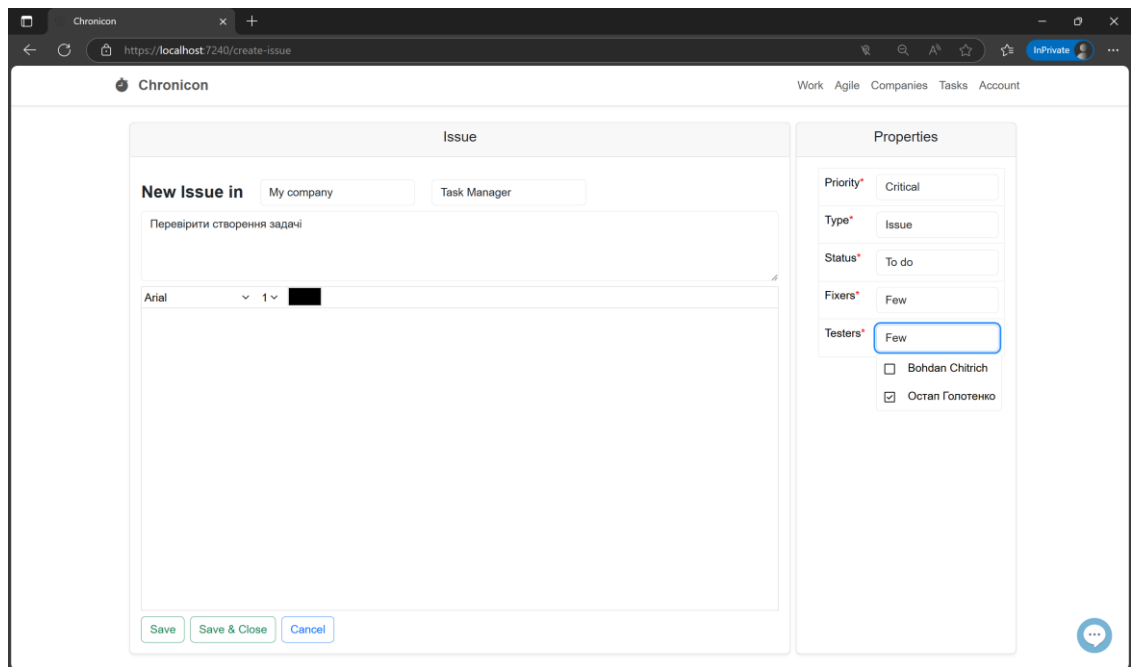 Chronicon
https://localhost:7240/create-issue
InPrivate
Chronicon
Work Agile Companies Tasks Account
Issue
Properties
New Issue in My company Task Manager
Перевірити створення задачі
Arial 1
Priority* Critical
Type* Issue
Status* To do
Fixers* Few
Testers* Few
Bohdan Chitrich
Остап Голотенко
Save Save & Close Cancel